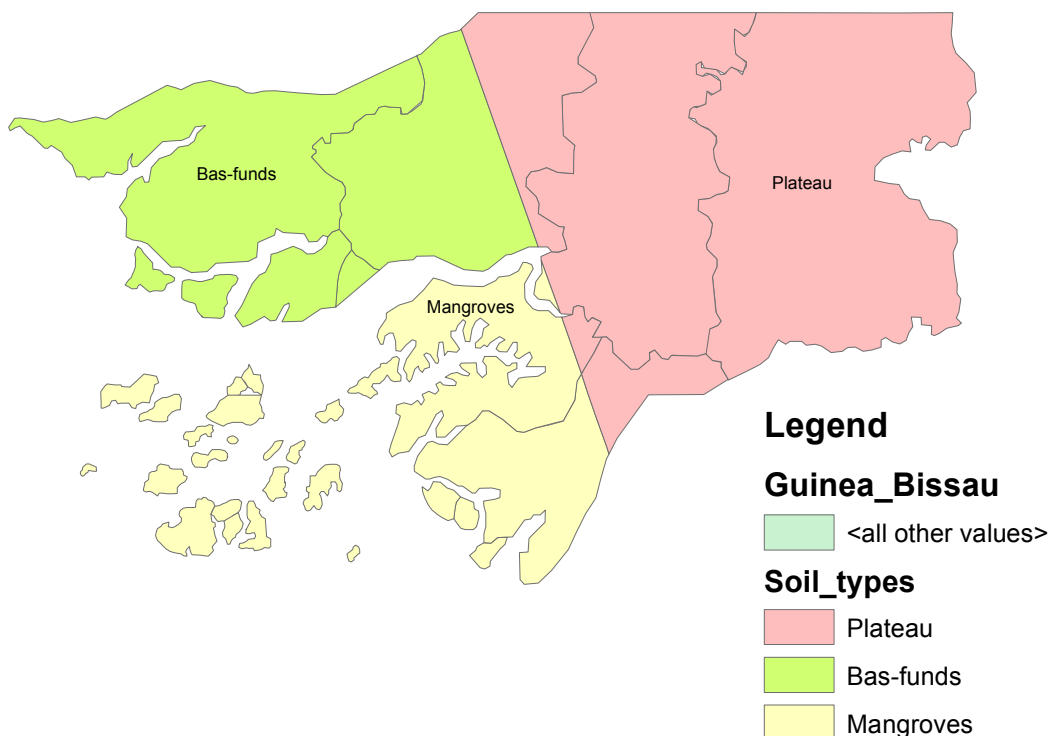 Bas-funds
Plateau
Mangroves
Legend
Guinea_Bissau
<all other values>
Soil_types
Plateau
Bas-funds
Mangroves